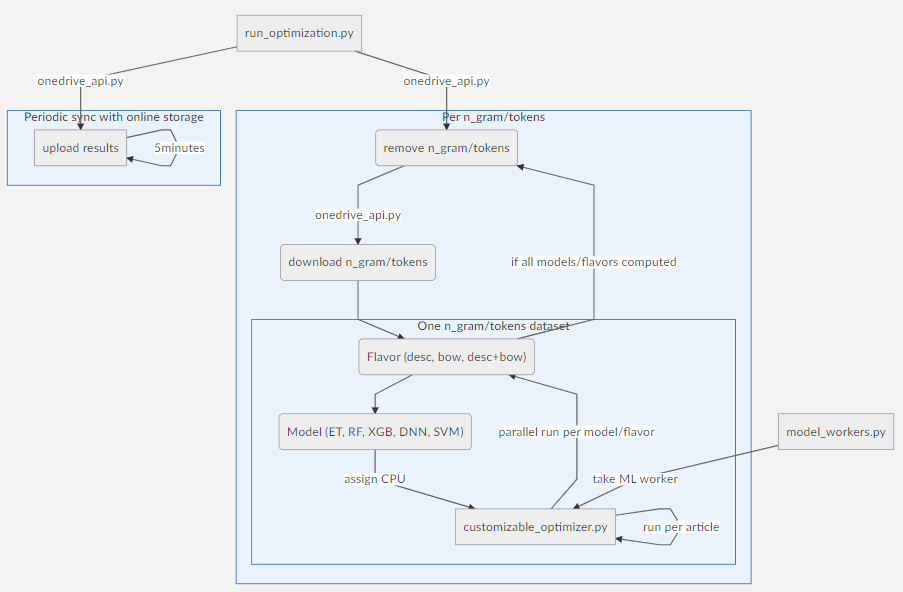 run_optimization.py
onedrive_api.py
onedrive_api.py
Periodic sync with online storage
Per n_gram/tokens
upload results
5minutes
remove n_gram/tokens
onedrive_api.py
download n_gram/tokens
if all models/flavors computed
One n_gram/tokens dataset
Flavor (desc, bow, desc+bow)
Model (ET, RF, XGB, DNN, SVM)
parallel run per model/flavor
model_workers.py
assign CPU
take ML worker
customizable_optimizer.py
run per article